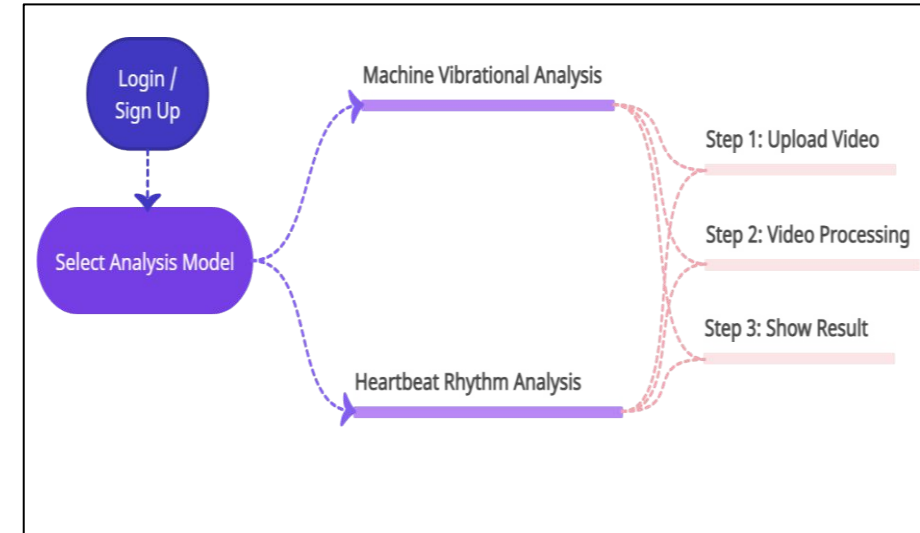 Login /
Sign Up
Select Analysis Model
Machine Vibrational Analysis
Heartbeat Rhythm Analysis
Step 1: Upload Video
Step 2: Video Processing
Step 3: Show Result